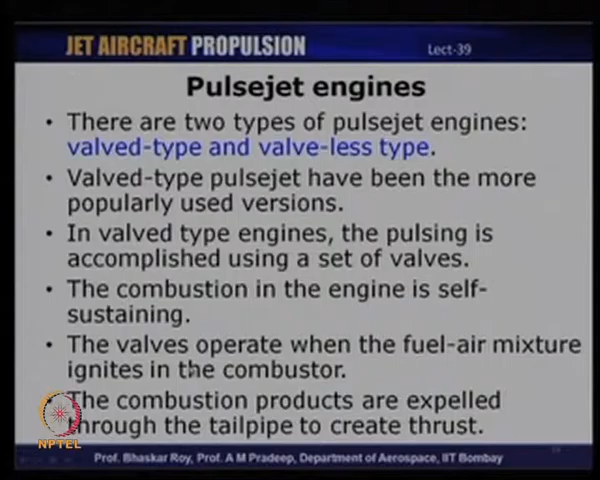 JET AIRCRAFT PROPULSION
Lect-39
Pulsejet engines
• There are two types of pulsejet engines:
valved-type and valve-less type.
• Valved-type pulsejet have been the more
popularly used versions.
• In valved type engines, the pulsing is
accomplished using a set of valves.
• The combustion in the engine is self-
sustaining.
• The valves operate when the fuel-air mixture
ignites in the combustor.
The combustion products are expelled
through the tailpipe to create thrust.
NPTEL
Prof. Bhaskar Roy, Prof. A M Pradeep, Department of Aerospace, IIT Bombay